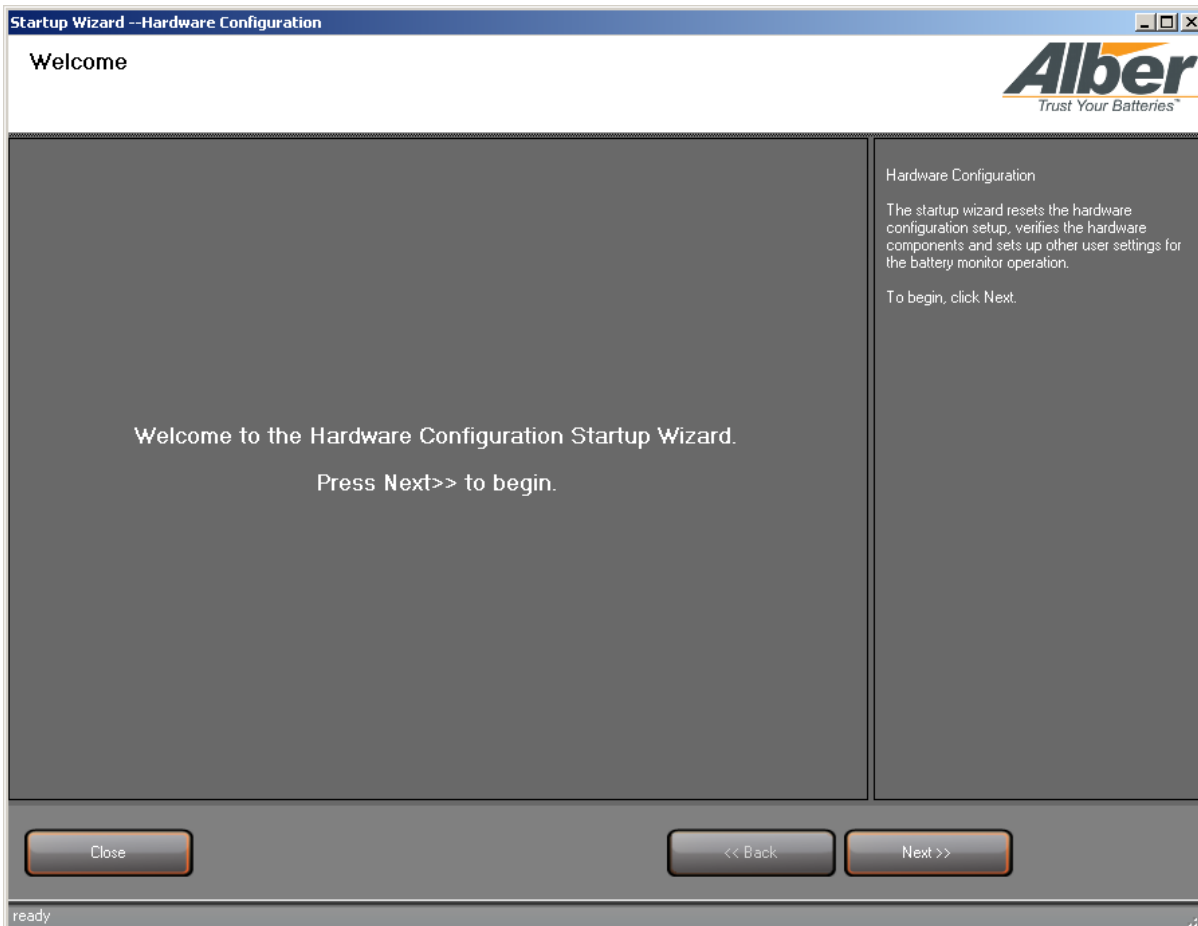 Startup Wizard --Hardware Configuration
Welcome
Alber
Trust Your Batteries™
Welcome to the Hardware Configuration Startup Wizard.
Press Next>> to begin.
Hardware Configuration
The startup wizard resets the hardware
configuration setup, verifies the hardware
components and sets up other user settings for
the battery monitor operation.
To begin, click Next.
Close
<< Back
Next >>
ready